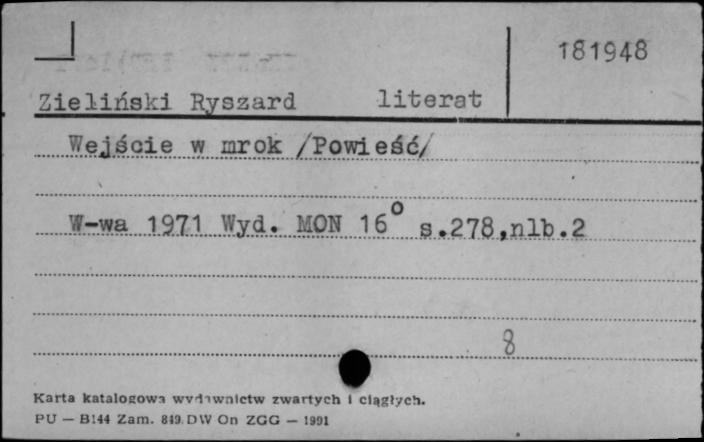 181948
Zieliński Ryszard literat
Wejście w mrok /Powieść/
W-wa 1971 Wyd. MON 16° s.278,nlb.2
8
Karta katalogowa wydawnictw zwartych i ciągłych.
PU — B144 Zam. 849. DW On ZGG — 1991